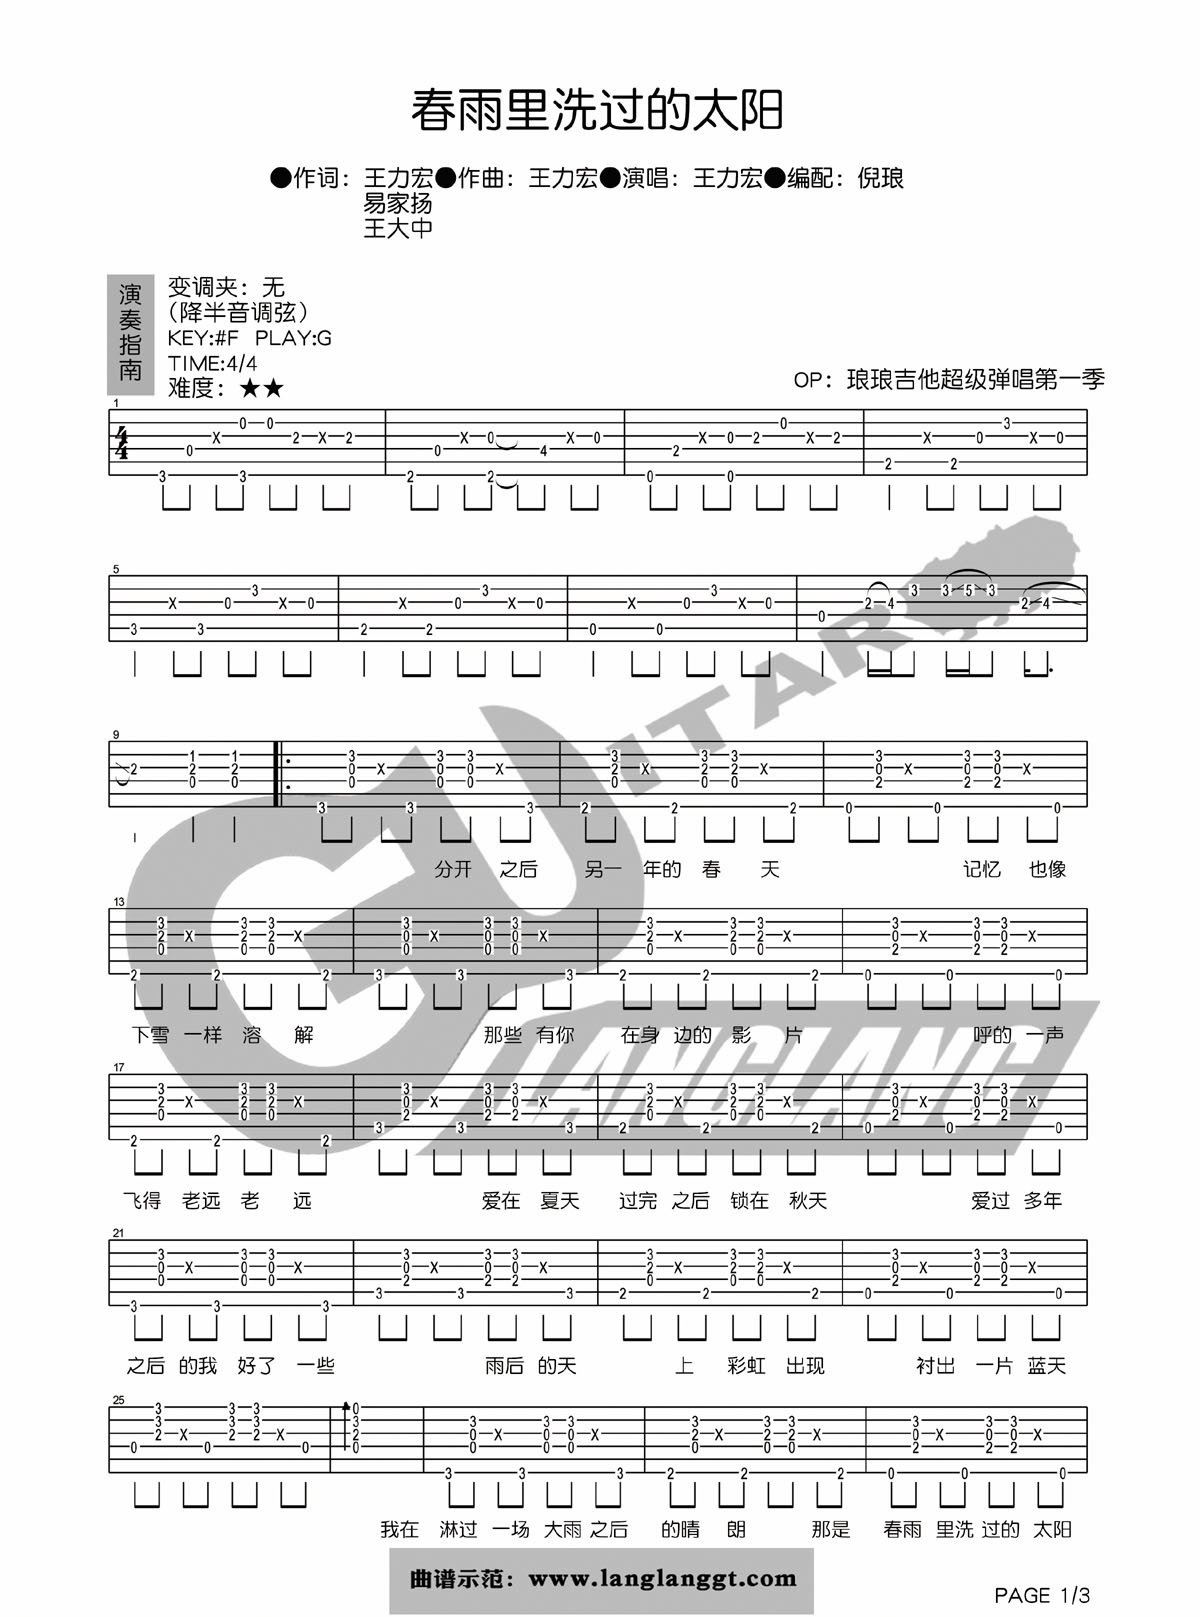 春雨里洗过的太阳
●作词：王力宏●作曲：王力宏●演唱：王力宏●编配：倪琅
易家扬
王大中
演奏指南
变调夹：无
（降半音调弦）
KEY:#F PLAY:G
TIME:4/4
难度：★★
OP：琅琅吉他超级弹唱第一季
GUITAR
LANGLANG
分开 之后 另一 年的 春 天 记忆 也像
下雪 一样 溶 解 那些 有你 在身 边的 影 片 呼的 一声
飞得 老远 老 远 爱在 夏天 过完 之后 锁在 秋天 爱过 多年
之后 的我 好了 一些 雨后 的天 上 彩虹 出现 衬出 一片 蓝天
我在 淋过 一场 大雨 之后 的晴 朗 那是 春雨 里洗 过的 太阳
曲谱示范：www.langlanggt.com
PAGE 1/3